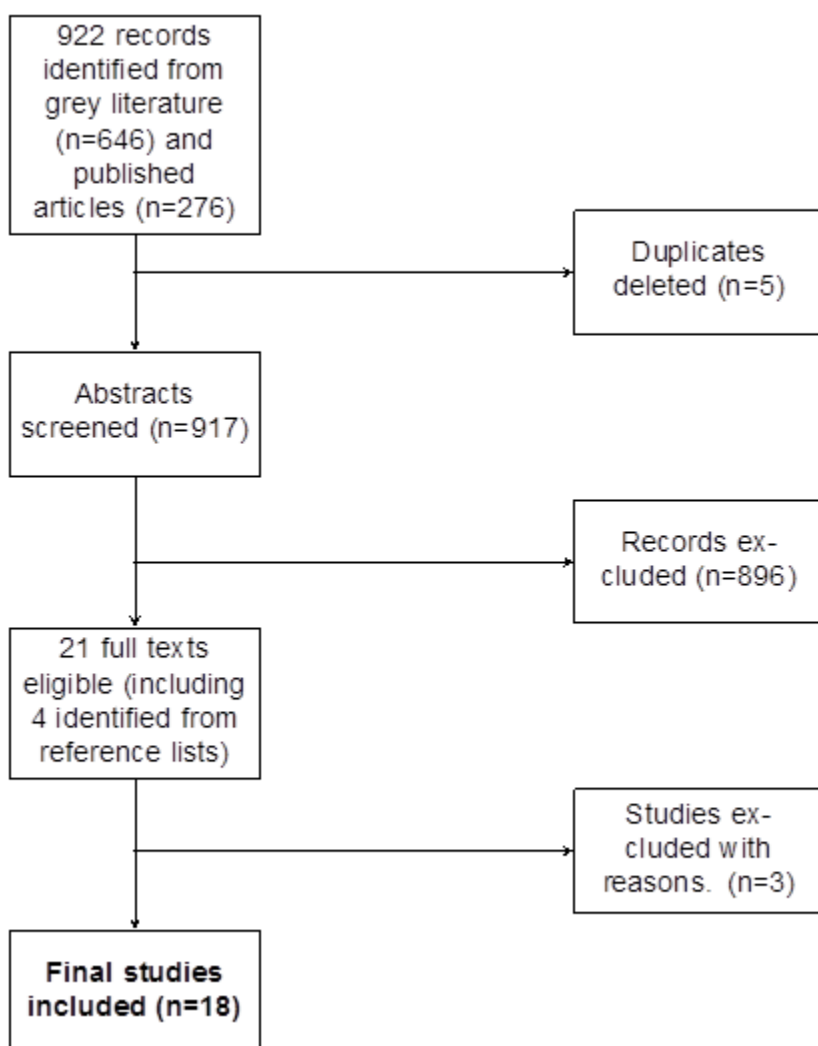 922 records
identified from
grey literature
(n=646) and
published
articles (n=276)
Duplicates
deleted (n=5)
Abstracts
screened (n=917)
Records ex-
cluded (n=896)
21 full texts
eligible (including
4 identified from
reference lists)
Studies ex-
cluded with
reasons. (n=3)
Final studies
included (n=18)